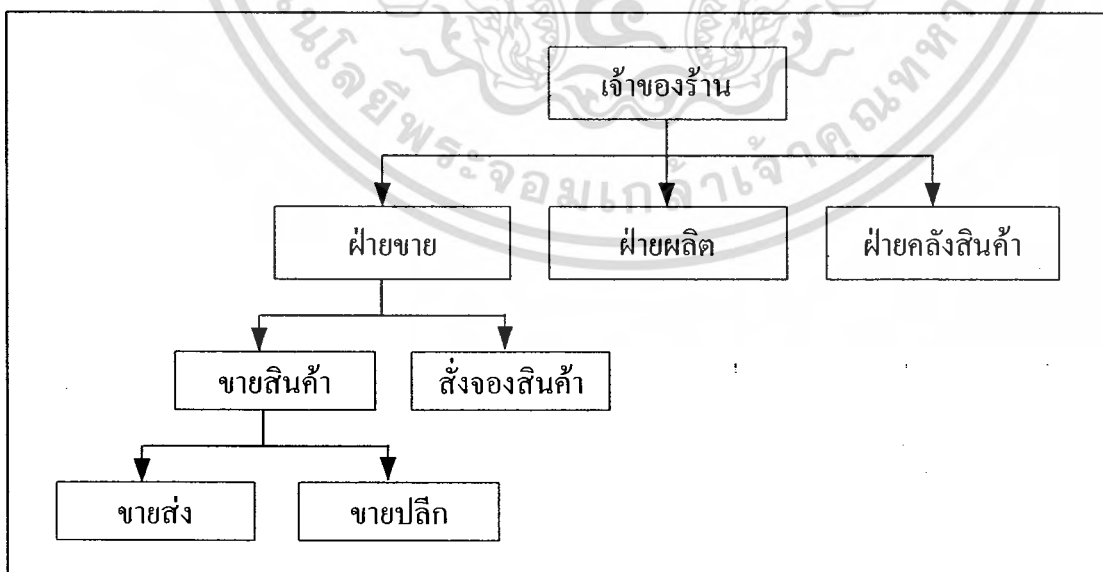 เจ้าของร้าน
ฝ่ายขาย
ฝ่ายผลิต
ฝ่ายคลังสินค้า
ขายสินค้า
สั่งจองสินค้า
ขายส่ง
ขายปลีก